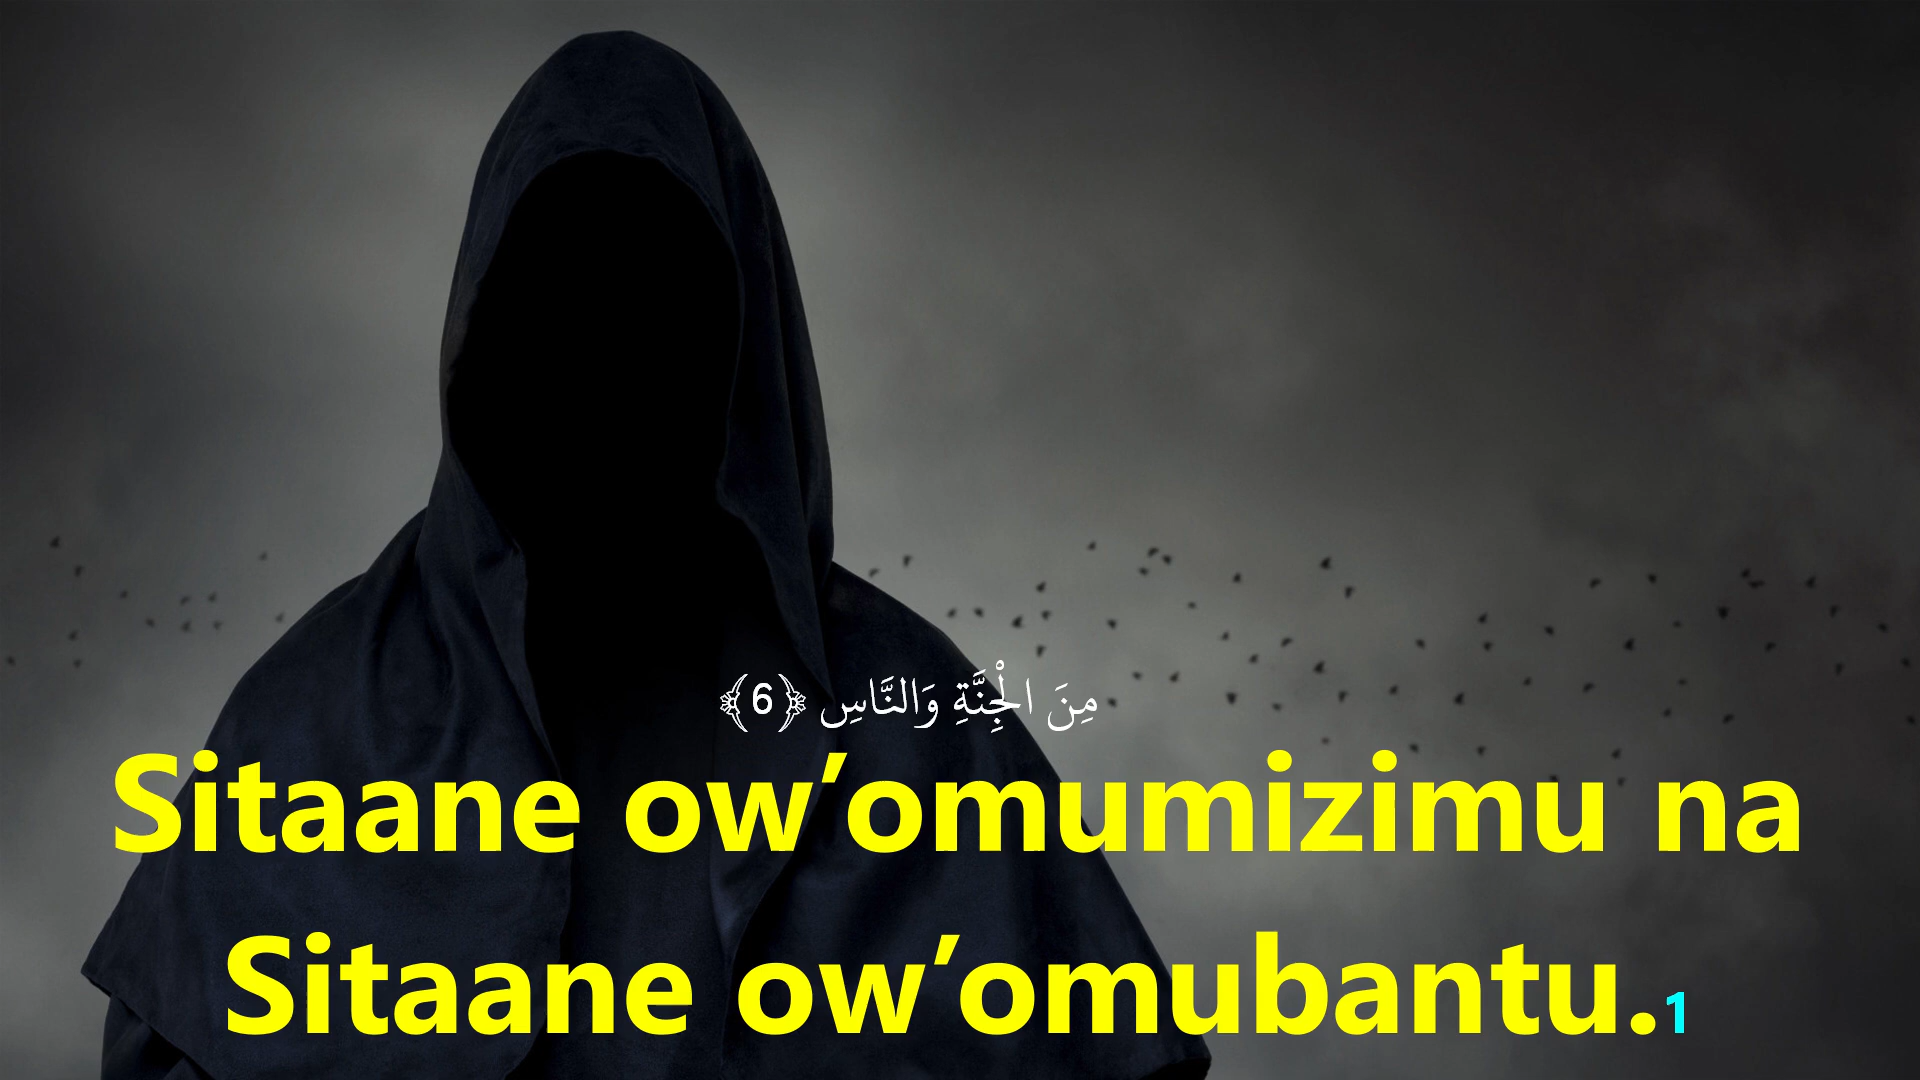 مِنَ الْجِنَّةِ وَالنَّاسِ ﴿6﴾
Sitaane ow’omumizimu na
Sitaane ow’omubantu.1